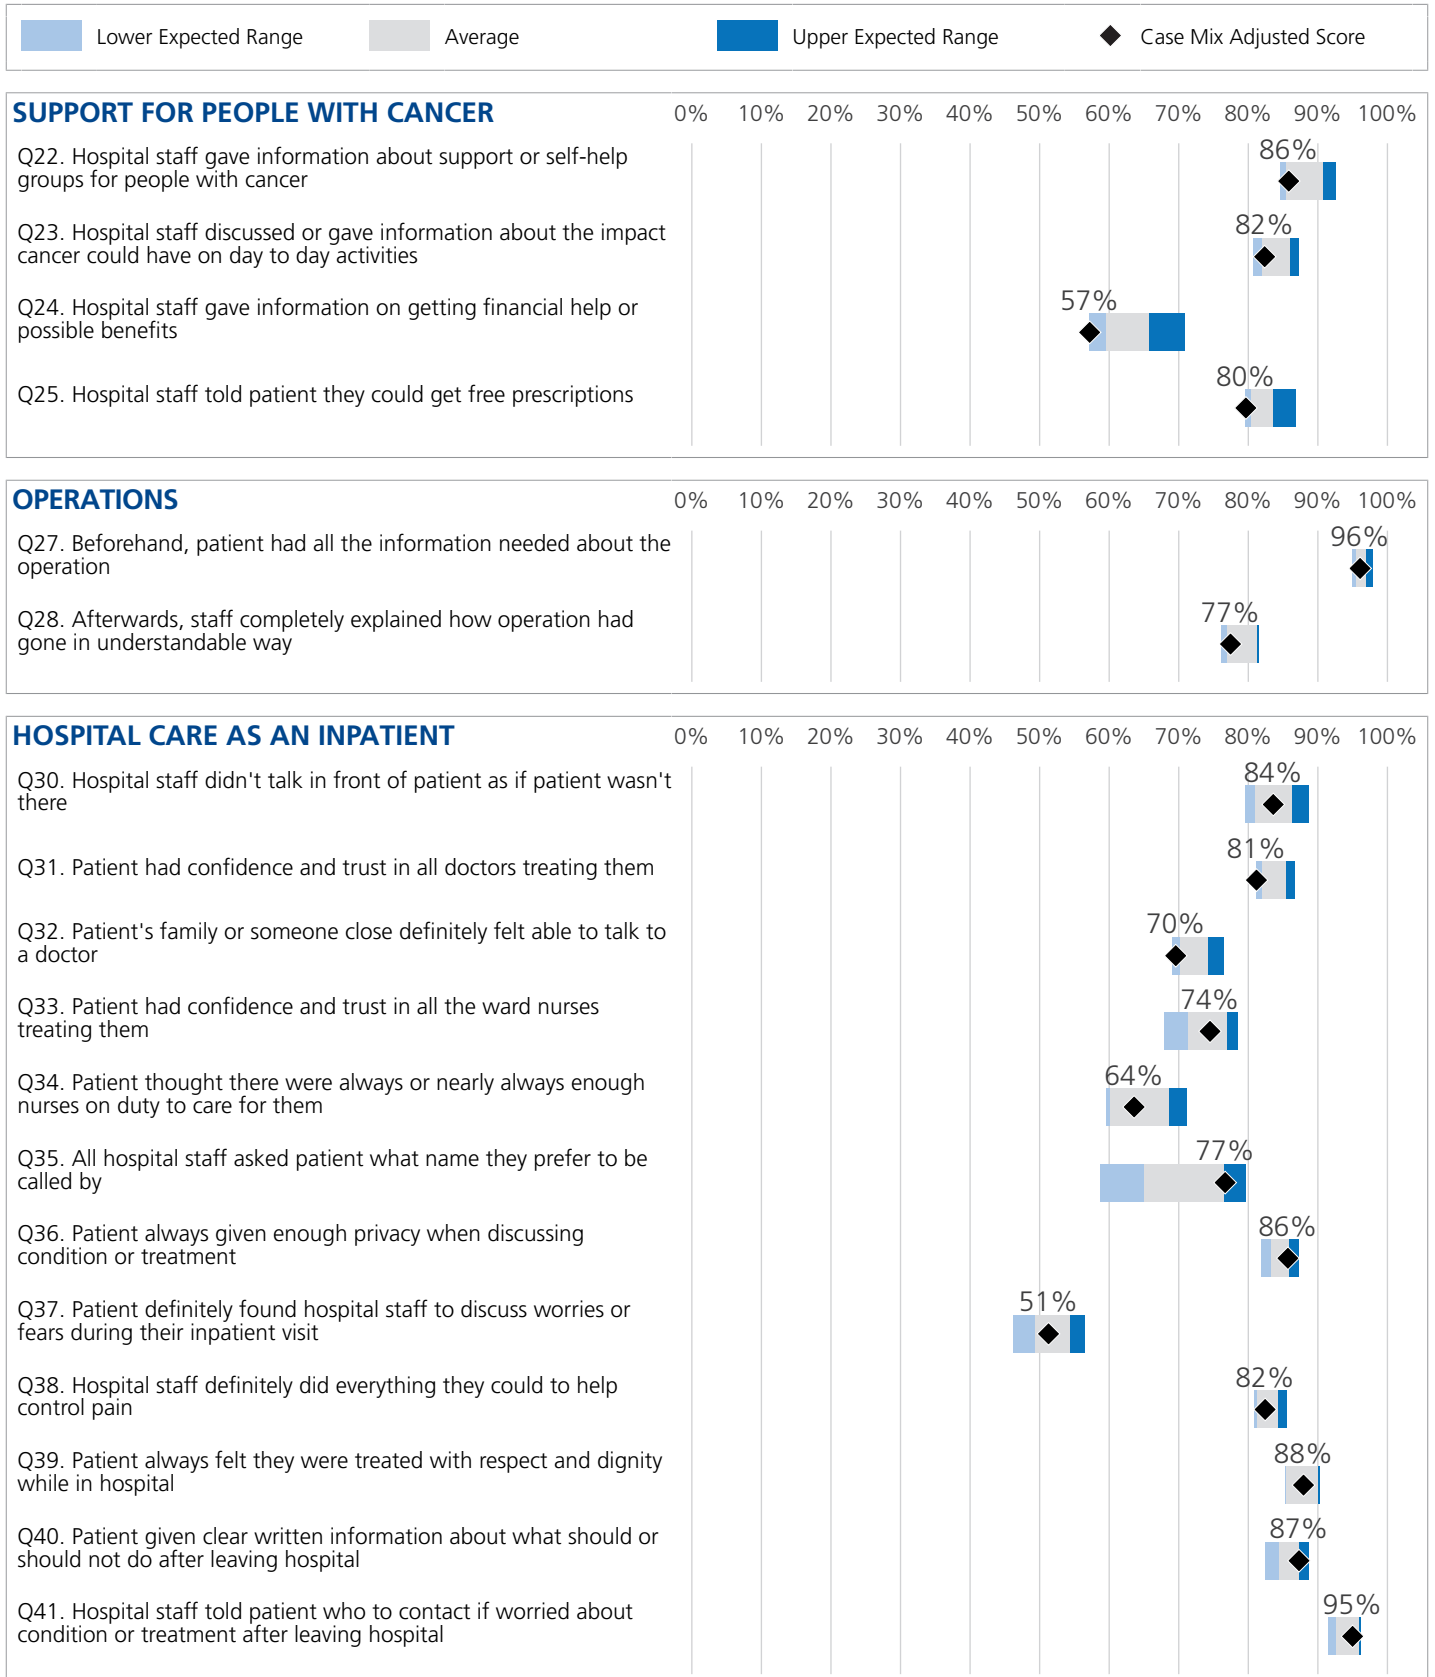 Lower Expected Range Average Upper Expected Range Case Mix Adjusted Score
SUPPORT FOR PEOPLE WITH CANCER 0% 10% 20% 30% 40% 50% 60% 70% 80% 90% 100%
Q22. Hospital staff gave information about support or self-help
groups for people with cancer
86%
Q23. Hospital staff discussed or gave information about the impact
cancer could have on day to day activities
82%
Q24. Hospital staff gave information on getting financial help or
possible benefits
57%
Q25. Hospital staff told patient they could get free prescriptions
80%
OPERATIONS 0% 10% 20% 30% 40% 50% 60% 70% 80% 90% 100%
Q27. Beforehand, patient had all the information needed about the
operation
96%
Q28. Afterwards, staff completely explained how operation had
gone in understandable way
77%
HOSPITAL CARE AS AN INPATIENT 0% 10% 20% 30% 40% 50% 60% 70% 80% 90% 100%
Q30. Hospital staff didn't talk in front of patient as if patient wasn't
there
84%
Q31. Patient had confidence and trust in all doctors treating them
81%
Q32. Patient's family or someone close definitely felt able to talk to
a doctor
70%
Q33. Patient had confidence and trust in all the ward nurses
treating them
74%
Q34. Patient thought there were always or nearly always enough
nurses on duty to care for them
64%
Q35. All hospital staff asked patient what name they prefer to be
called by
77%
Q36. Patient always given enough privacy when discussing
condition or treatment
86%
Q37. Patient definitely found hospital staff to discuss worries or
fears during their inpatient visit
51%
Q38. Hospital staff definitely did everything they could to help
control pain
82%
Q39. Patient always felt they were treated with respect and dignity
while in hospital
88%
Q40. Patient given clear written information about what should or
should not do after leaving hospital
87%
Q41. Hospital staff told patient who to contact if worried about
condition or treatment after leaving hospital
95%